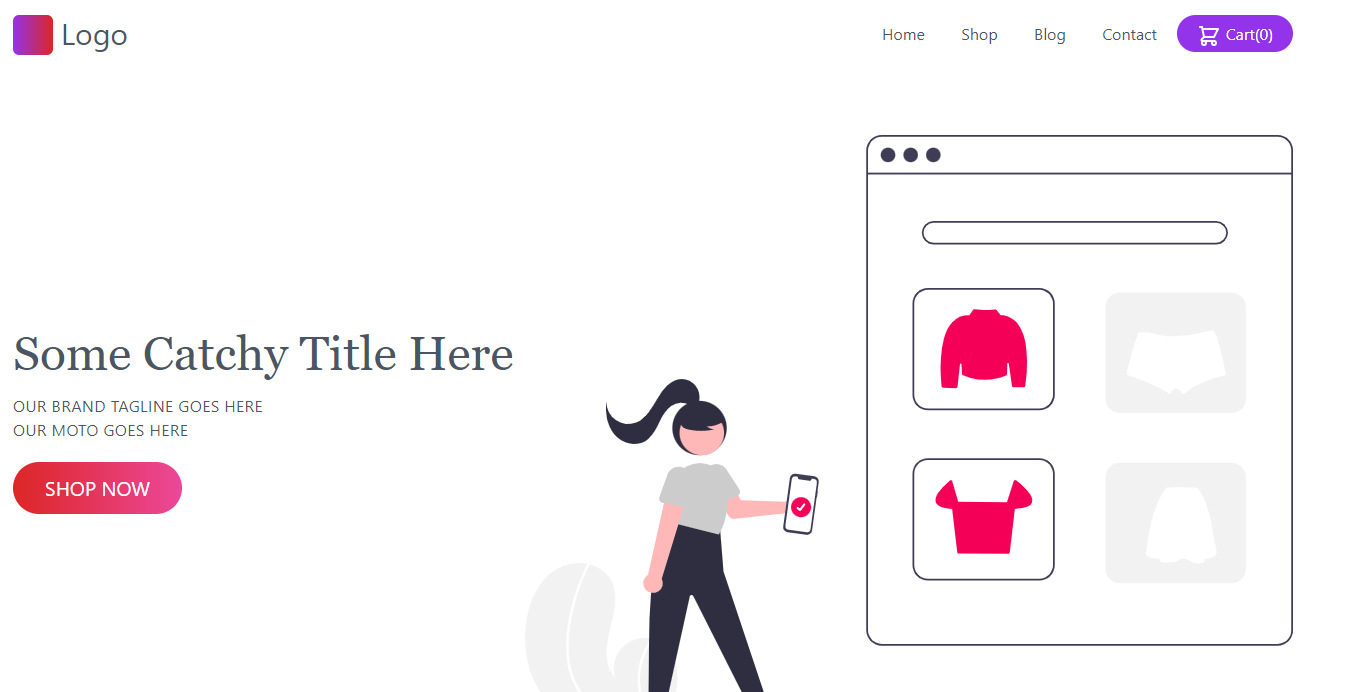 Logo
Home
Shop
Blog
Contact
Cart(0)
Some Catchy Title Here
OUR BRAND TAGLINE GOES HERE
OUR MOTO GOES HERE
SHOP NOW